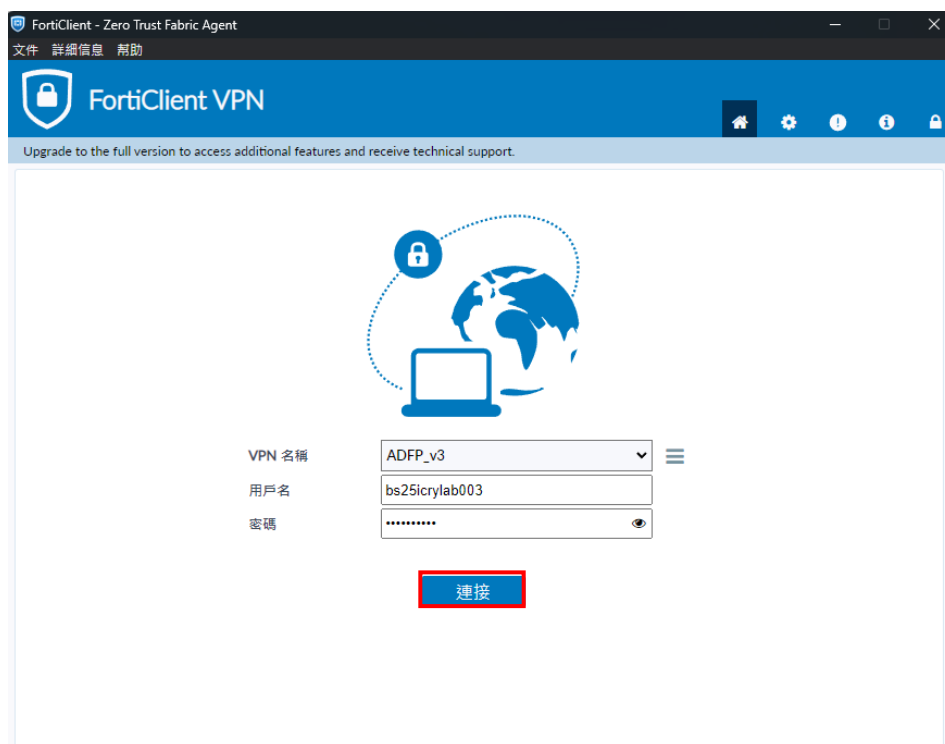 FortiClient - Zero Trust Fabric Agent
文件 詳細信息 幫助
FortiClient VPN
Upgrade to the full version to access additional features and receive technical support.
VPN 名稱 ADFP_v3
用戶名 bs25icrylab003
密碼 ••••••••••
連接